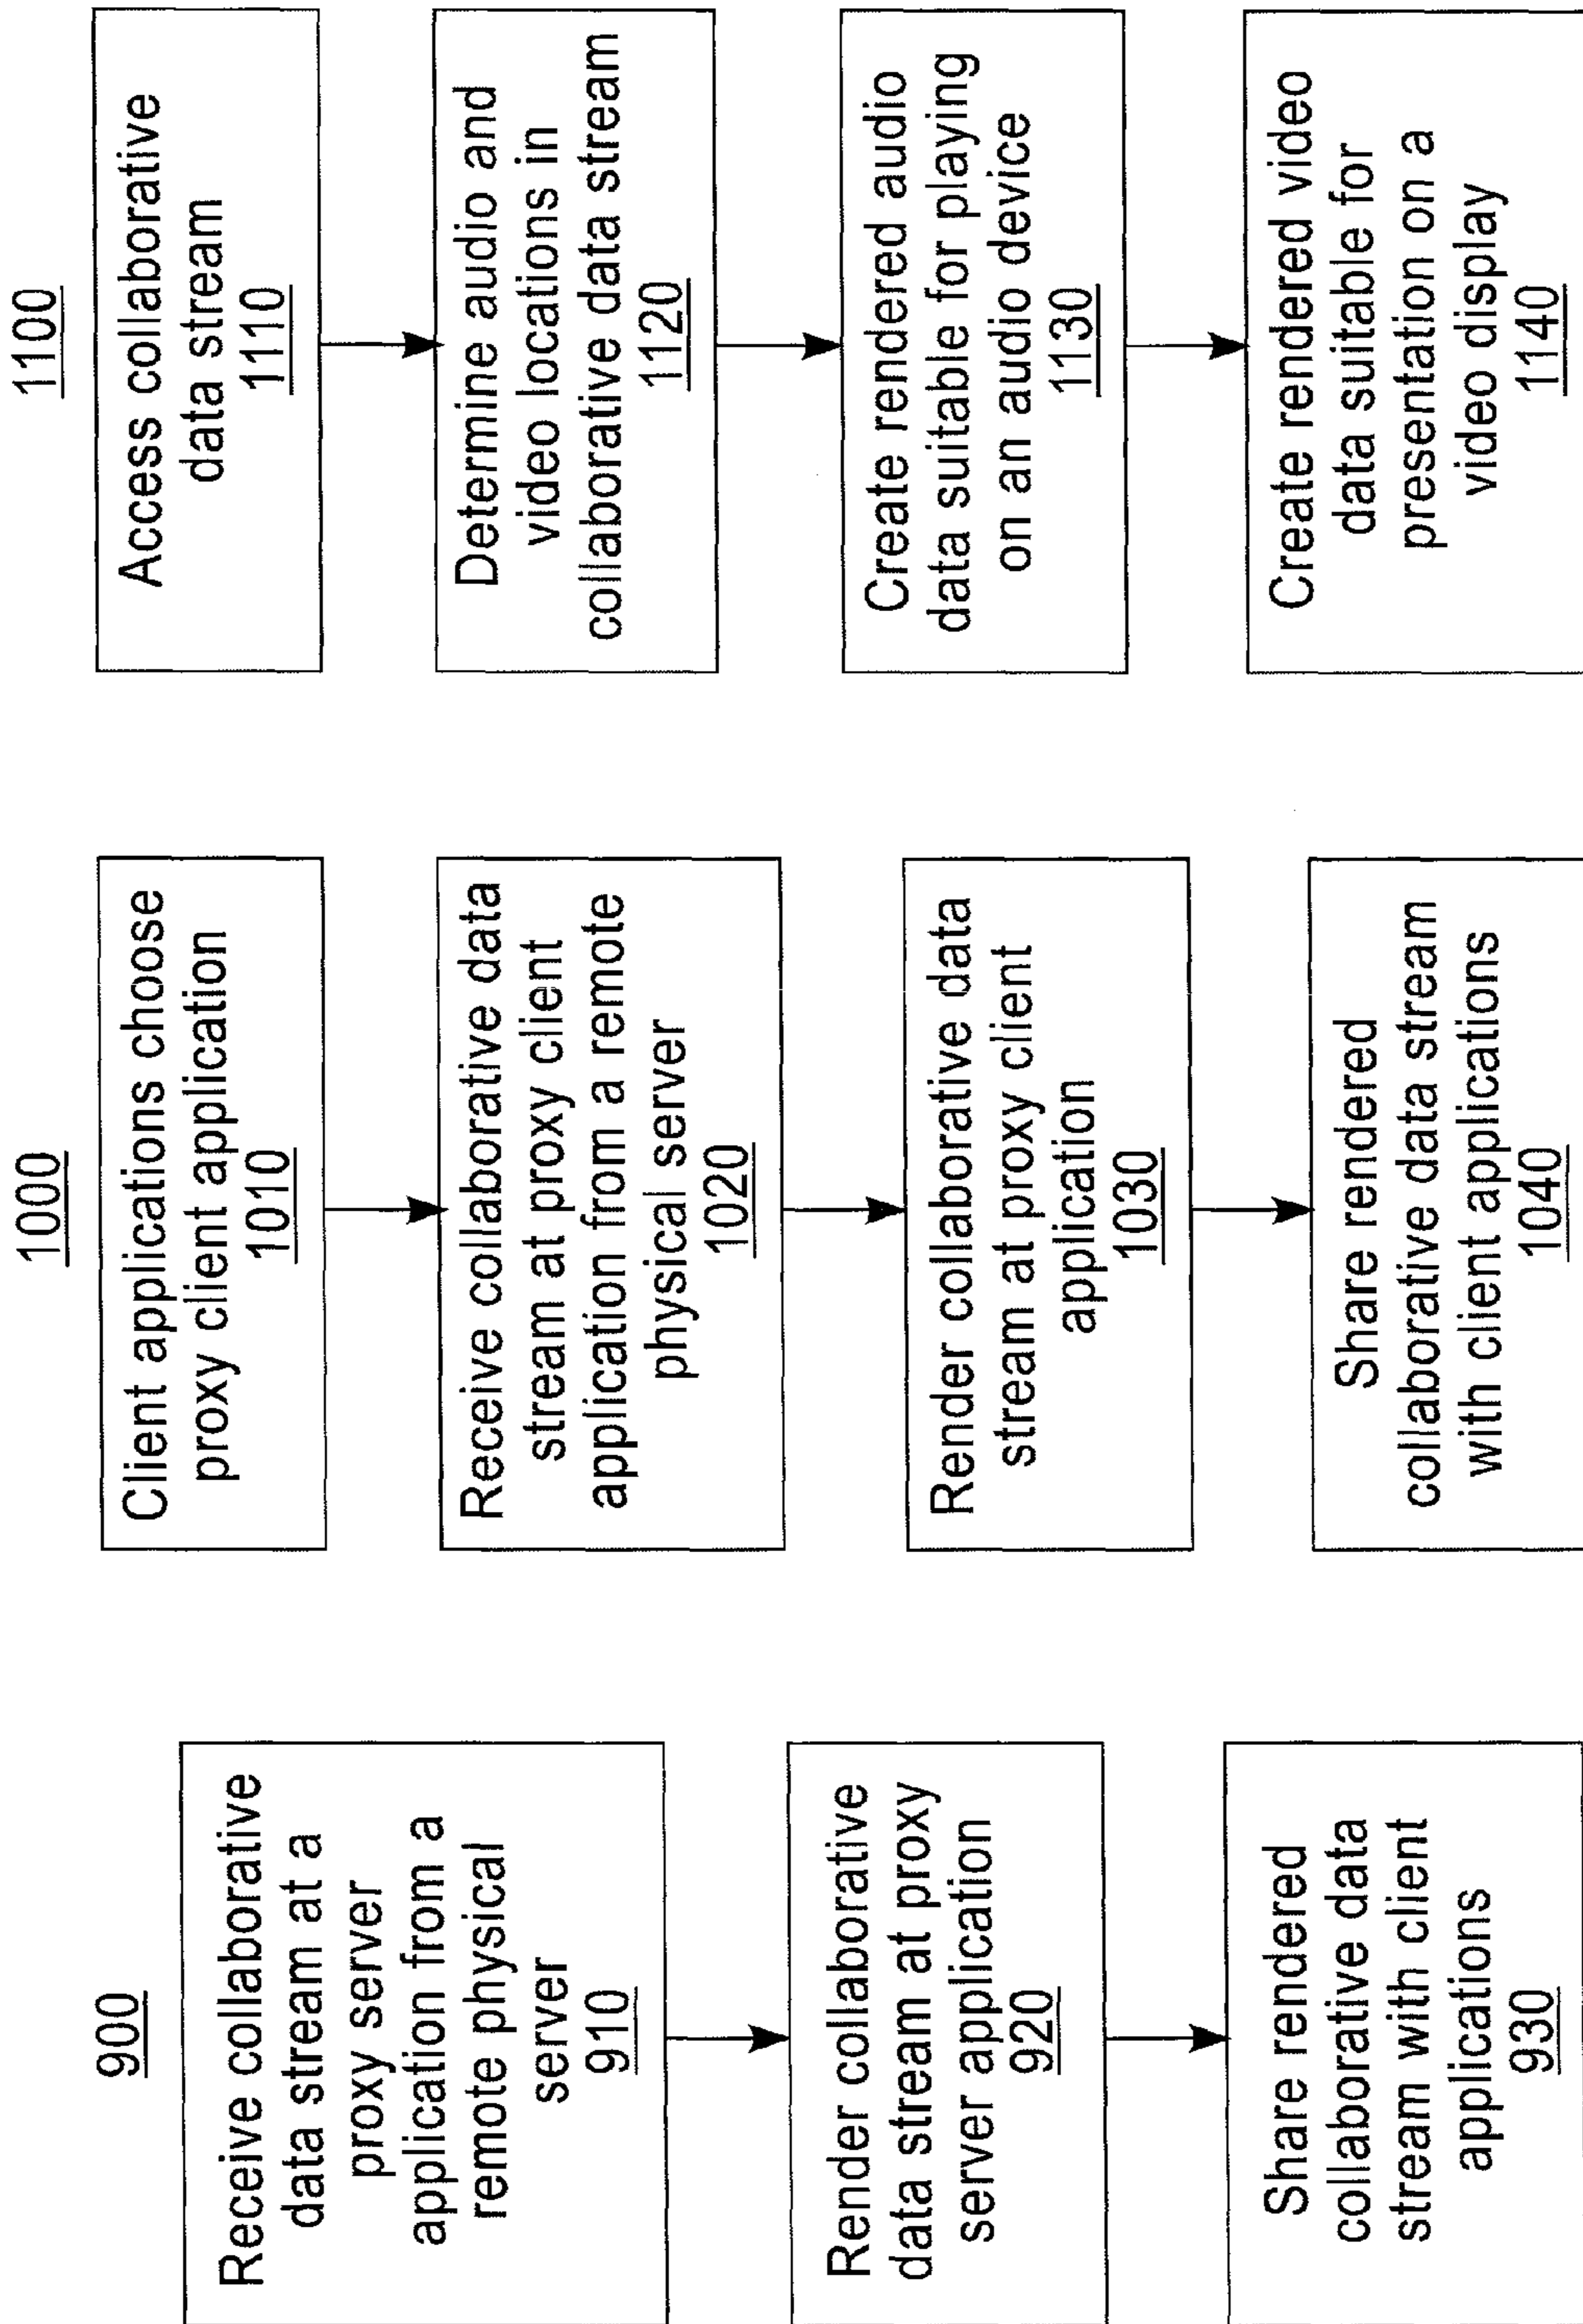 900
Receive collaborative
data stream at a
proxy server
application from a
remote physical
server
910
Render collaborative
data stream at proxy
server application
920
Share rendered
collaborative data
stream with client
applications
930
1000
Client applications choose
proxy client application
1010
Receive collaborative data
stream at proxy client
application from a remote
physical server
1020
Render collaborative data
stream at proxy client
application
1030
Share rendered
collaborative data stream
with client applications
1040
1100
Access collaborative
data stream
1110
Determine audio and
video locations in
collaborative data stream
1120
Create rendered audio
data suitable for playing
on an audio device
1130
Create rendered video
data suitable for
presentation on a
video display
1140